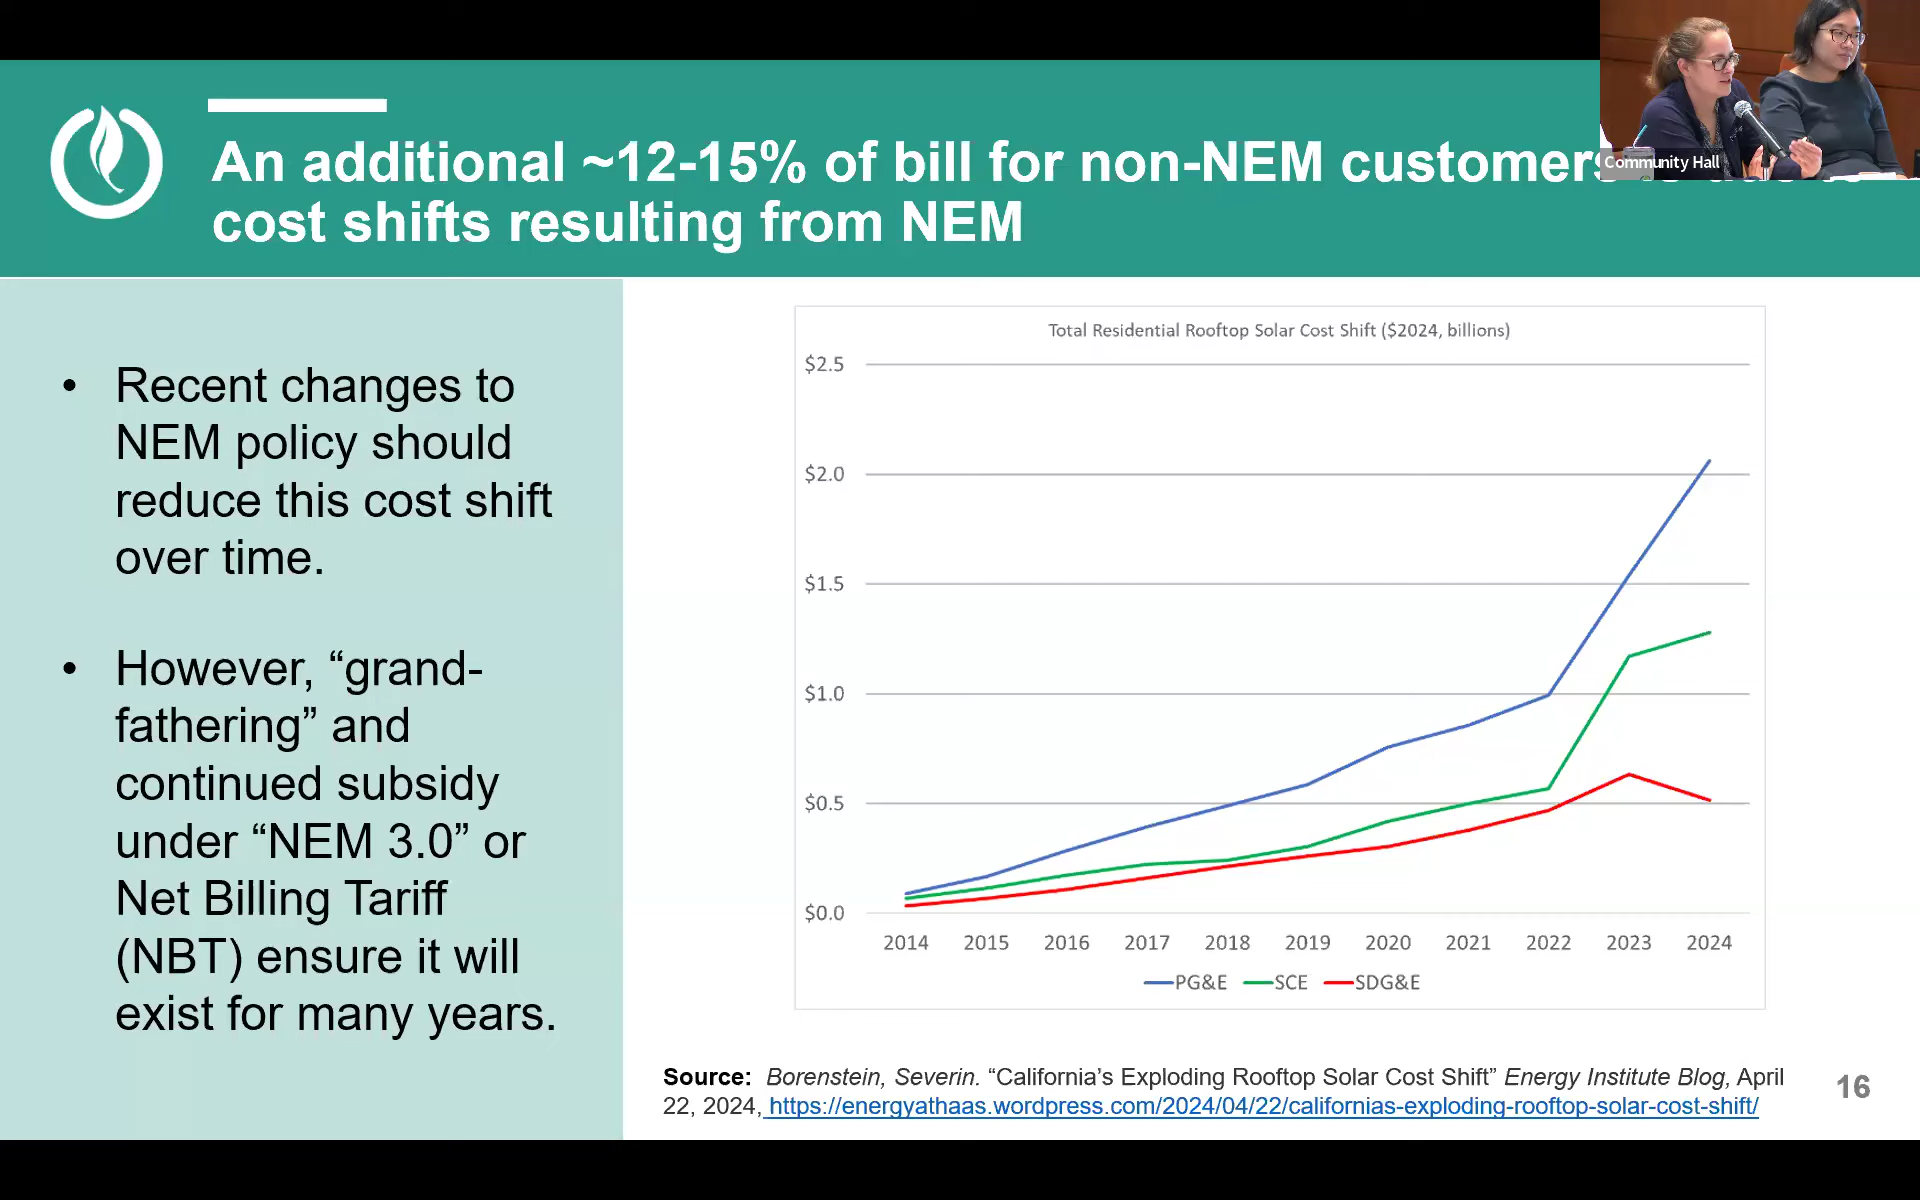 An additional ~12-15% of bill for non-NEM customers
cost shifts resulting from NEM
Community Hall
• Recent changes to
NEM policy should
reduce this cost shift
over time.
• However, “grand-
fathering” and
continued subsidy
under “NEM 3.0” or
Net Billing Tariff
(NBT) ensure it will
exist for many years.
Total Residential Rooftop Solar Cost Shift ($2024, billions)
$2.5
$2.0
$1.5
$1.0
$0.5
$0.0
2014 2015 2016 2017 2018 2019 2020 2021 2022 2023 2024
PG&E SCE SDG&E
Source: Borenstein, Severin. “California’s Exploding Rooftop Solar Cost Shift” Energy Institute Blog, April
22, 2024, https://energyathaas.wordpress.com/2024/04/22/californias-exploding-rooftop-solar-cost-shift/
16